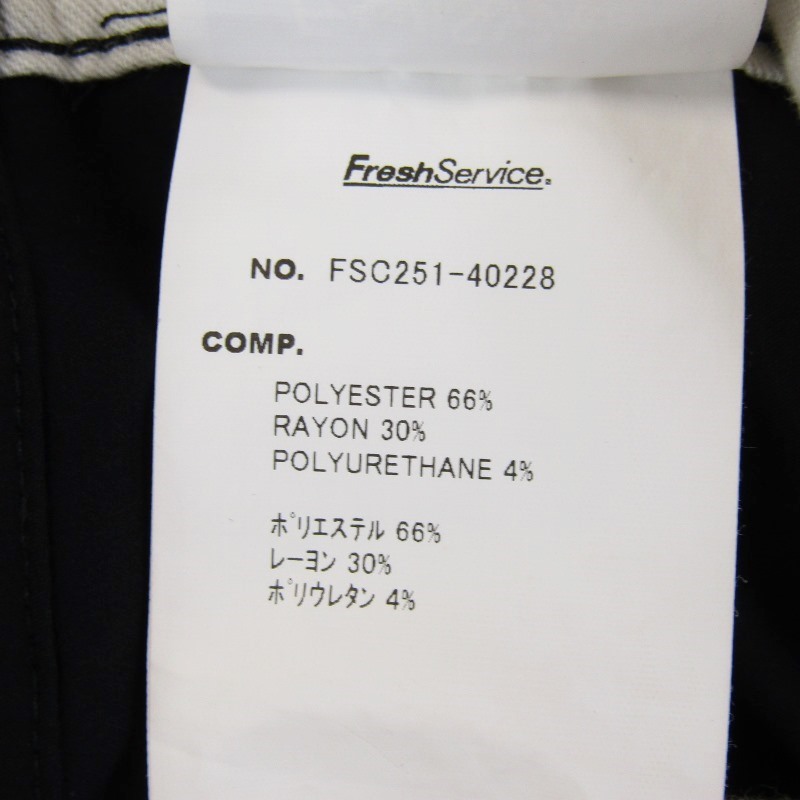 FreshService.
NO. FSC251-40228
COMP.
POLYESTER 66%
RAYON 30%
POLYURETHANE 4%
ﾎﾟﾘｴｽﾃﾙ 66%
ﾚｰﾖﾝ 30%
ﾎﾟﾘｳﾚﾀﾝ 4%